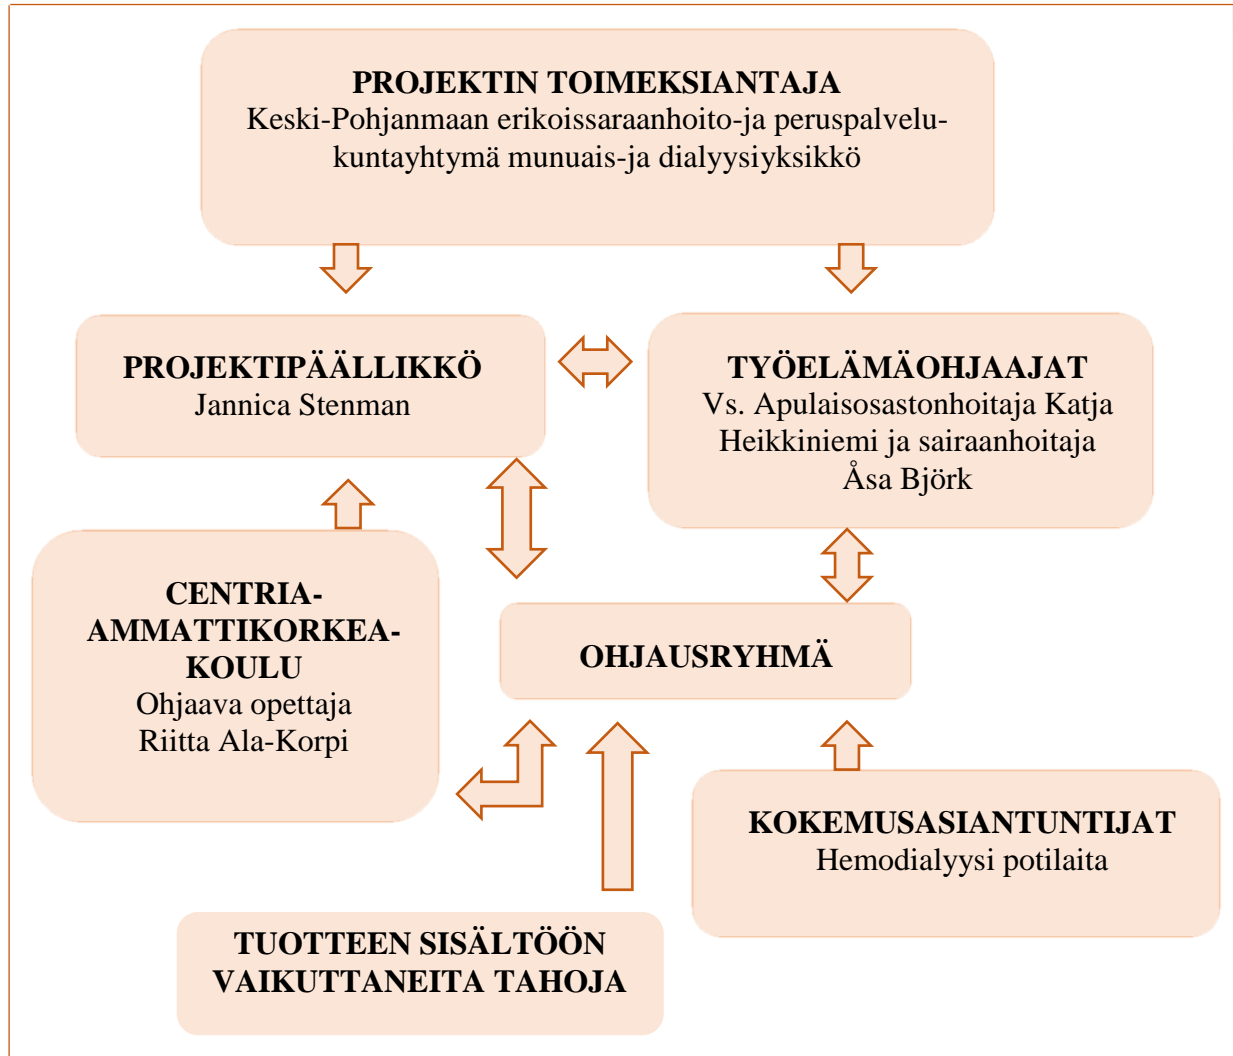 PROJEKTIN TOIMEKSIANTAJA
Keski-Pohjanmaan erikoissaraanhoito-ja peruspalvelu-
kuntayhtymä munuais-ja dialyysiyksikkö
PROJEKTIPÄÄLLIKKÖ
Jannica Stenman
TYÖELÄMÄOHJAAJAT
Vs. Apulaisosastonhoitaja Katja
Heikkiniemi ja sairaanhoitaja
Åsa Björk
CENTRIA-
AMMATTIKORKEA-
KOULU
Ohjaava opettaja
Riitta Ala-Korpi
OHJAUSRYHMÄ
KOKEMUSASIANTUNTIJAT
Hemodialyysi potilaita
TUOTTEEN SISÄLTÖÖN
VAIKUTTANEITA TAHOJA